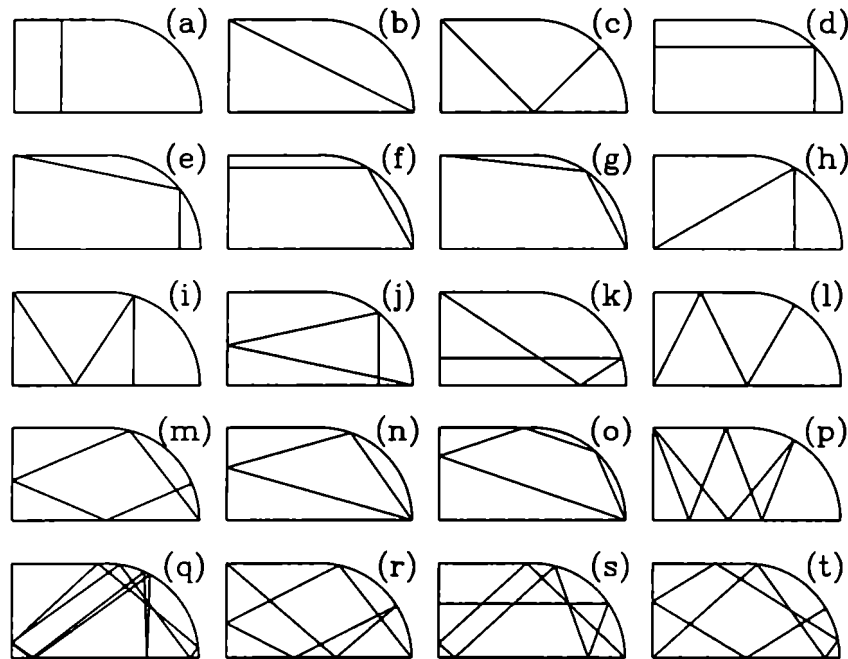 (a) (b) (c) (d)
(e) (f) (g) (h)
(i) (j) (k) (l)
(m) (n) (o) (p)
(q) (r) (s) (t)